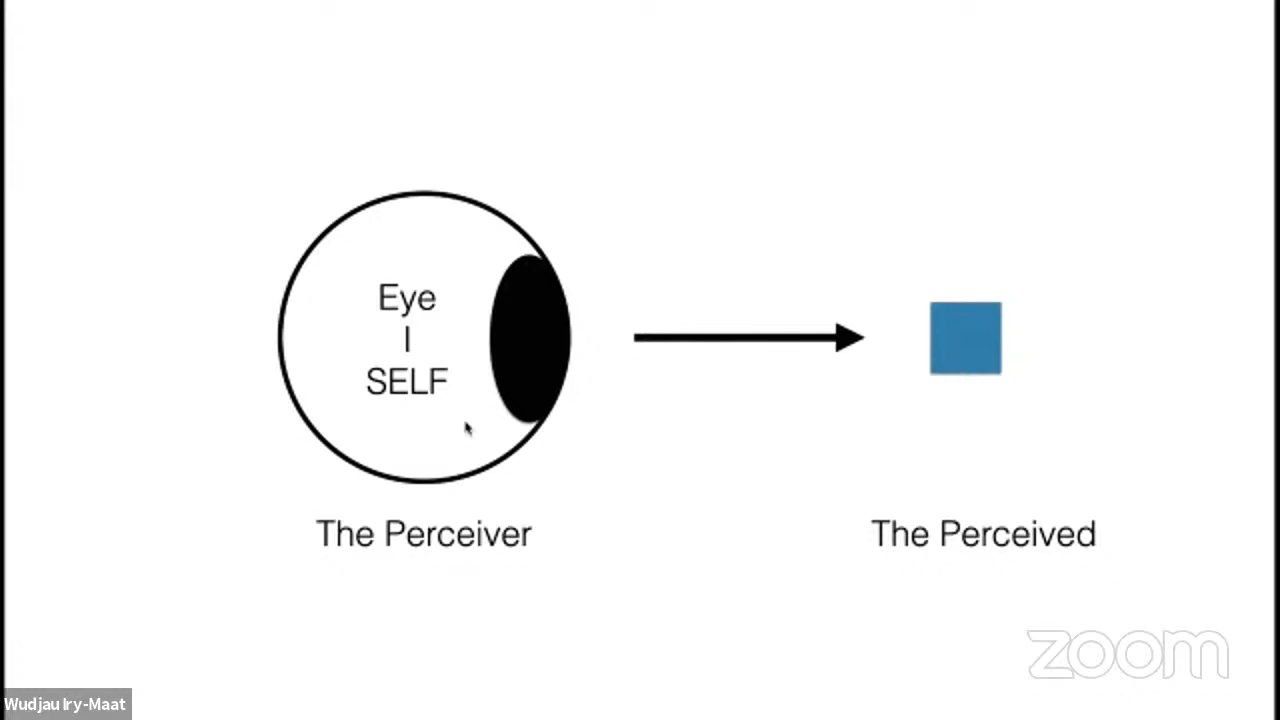 Eye
I
SELF
The Perceiver
The Perceived
zoom
Wudjau Iry-Maat